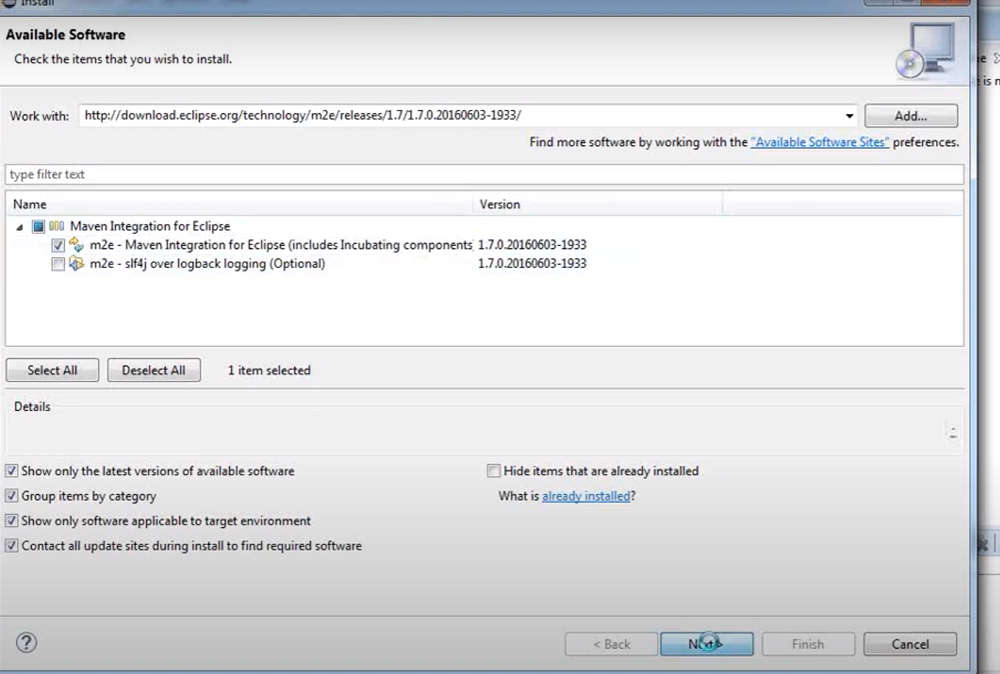 Install
Available Software
Check the items that you wish to install.
Work with: http://download.eclipse.org/technology/m2e/releases/1.7/1.7.0.20160603-1933/ Add...
Find more software by working with the "Available Software Sites" preferences.
type filter text
Name Version
Maven Integration for Eclipse
m2e - Maven Integration for Eclipse (includes Incubating components 1.7.0.20160603-1933
m2e - slf4j over logback logging (Optional) 1.7.0.20160603-1933
Select All Deselect All 1 item selected
Details
Show only the latest versions of available software Hide items that are already installed
Group items by category What is already installed?
Show only software applicable to target environment
Contact all update sites during install to find required software
? < Back Next > Finish Cancel